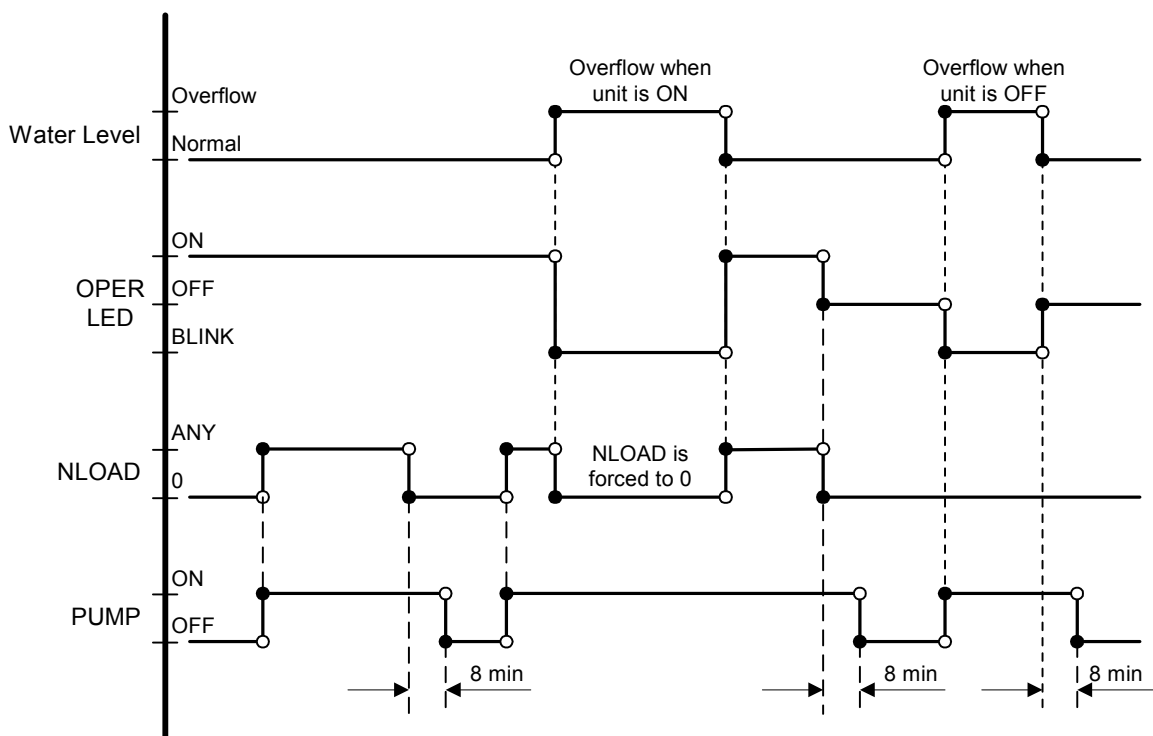 Overflow when
unit is ON
Overflow when
unit is OFF
Overflow
Water Level
Normal
ON
OPER
LED
OFF
BLINK
ANY
NLOAD
0
NLOAD is
forced to 0
ON
PUMP
OFF
8 min
8 min
8 min